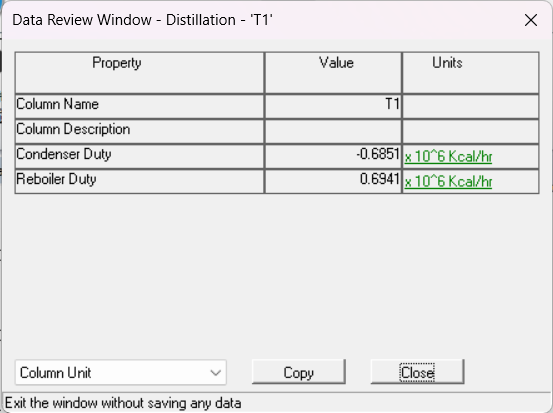 Data Review Window - Distillation - 'T1'
Property Value Units
Column Name T1
Column Description
Condenser Duty -0.6851 x 10^6 Kcal/hr
Reboiler Duty 0.6941 x 10^6 Kcal/hr
Column Unit Copy Close
Exit the window without saving any data